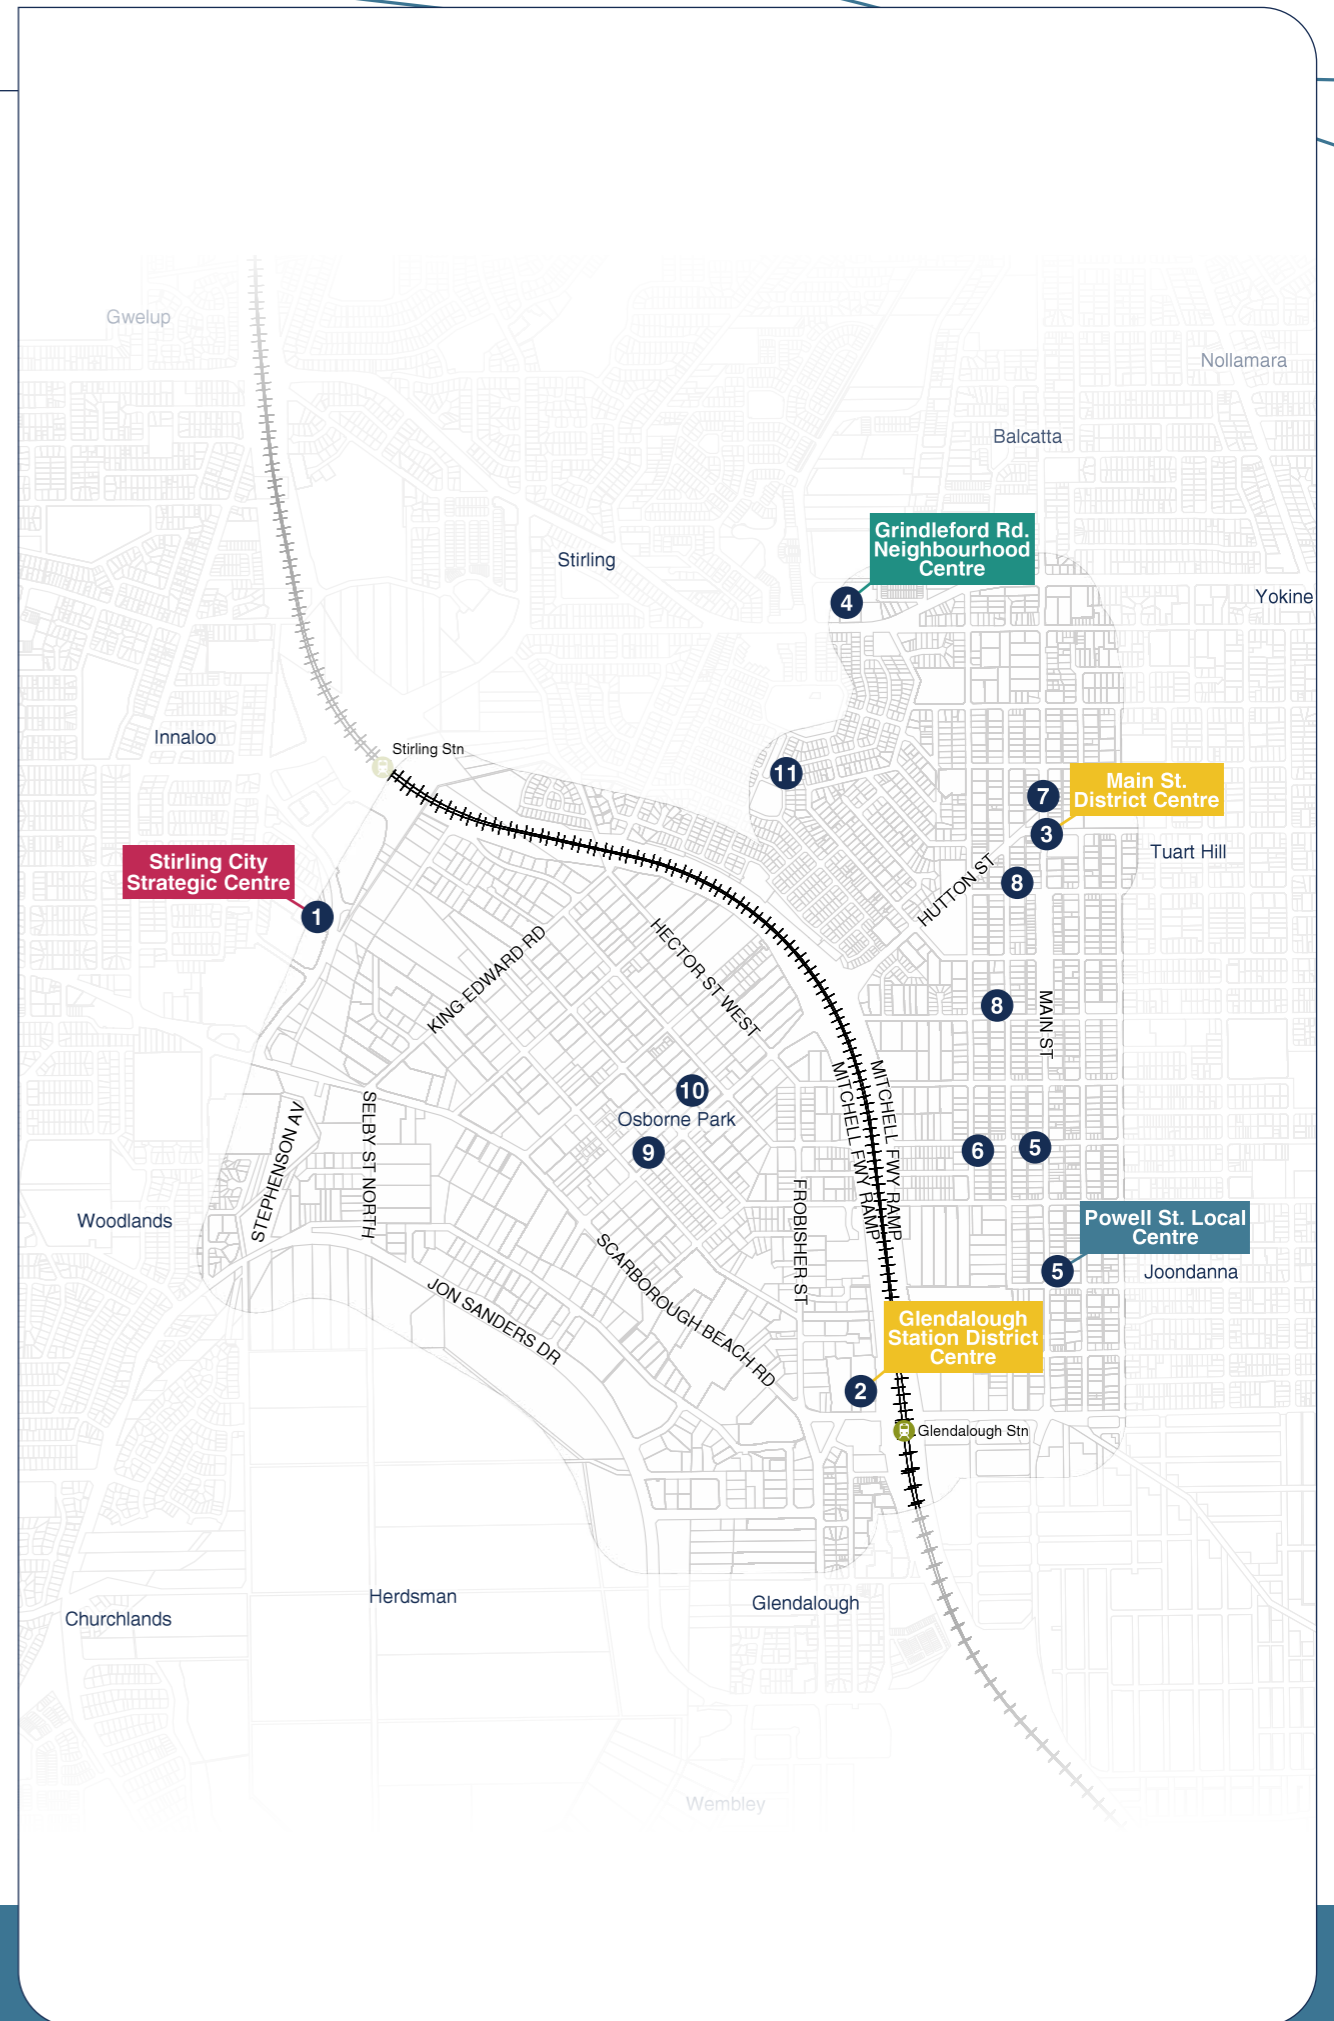 Gwelup
Nollamara
Balcatta
Grindleford Rd.
Neighbourhood
Centre
Stirling
4
Yokine
Innaloo
Stirling Stn
11
7
Main St.
District Centre
3
Tuart Hill
Stirling City
Strategic Centre
HUTTON ST
8
1
KING EDWARD RD
HECTOR ST WEST
8
MAIN ST
MITCHELL FWY RAMP
MITCHELL FWY RAMP
10
Osborne Park
9
6
5
STEPHENSON AV
SELBY ST NORTH
FROBISHER ST
Woodlands
Powell St. Local
Centre
5
Joondanna
SCARBOROUGH BEACH RD
JON SANDERS DR
Glendalough
Station District
Centre
2
Glendalough Stn
Herdsman
Glendalough
Churchlands
Wembley